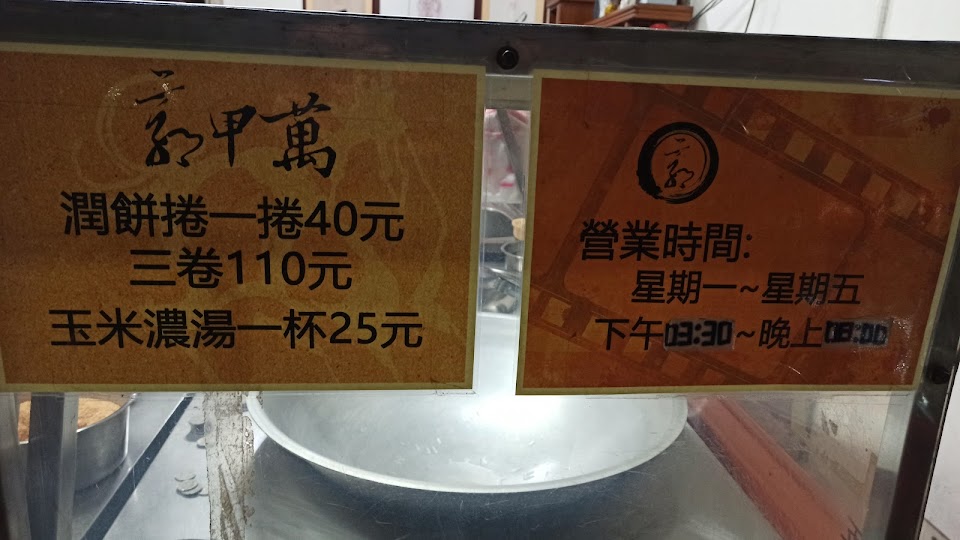 萬甲
潤餅捲一捲40元
三卷110元
玉米濃湯一杯25元
營業時間:
星期一~星期五
下午03:30~晚上08:00